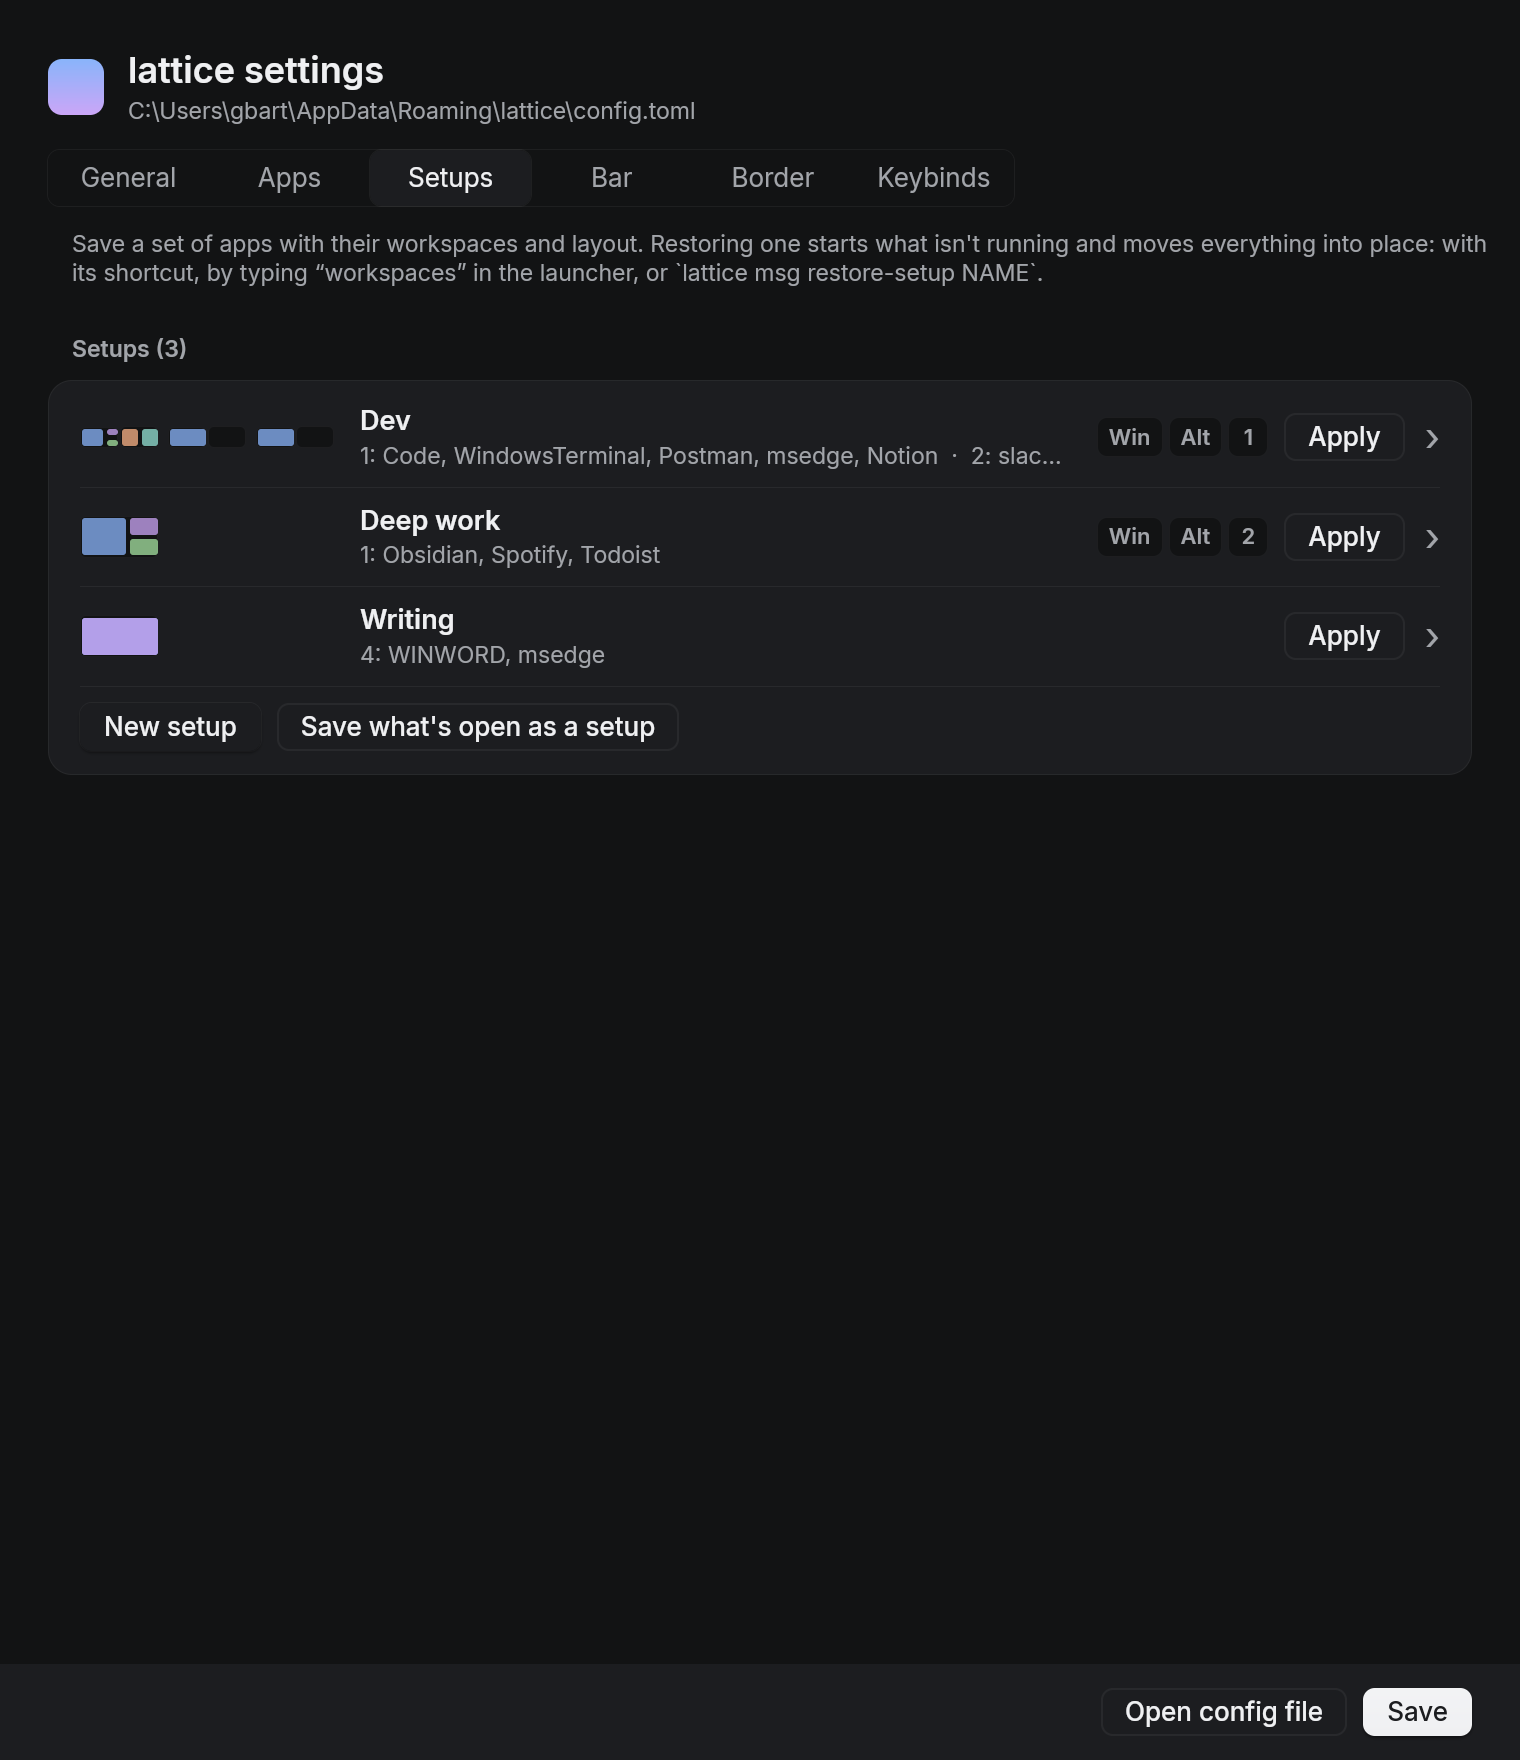 lattice settings
C:\Users\gbart\AppData\Roaming\lattice\config.toml
General Apps Setups Bar Border Keybinds
Save a set of apps with their workspaces and layout. Restoring one starts what isn't running and moves everything into place: with
its shortcut, by typing “workspaces” in the launcher, or `lattice msg restore-setup NAME`.
Setups (3)
Dev
1: Code, WindowsTerminal, Postman, msedge, Notion · 2: slac...
Win Alt 1 Apply
Deep work
1: Obsidian, Spotify, Todoist
Win Alt 2 Apply
Writing
4: WINWORD, msedge
Apply
New setup Save what's open as a setup
Open config file Save